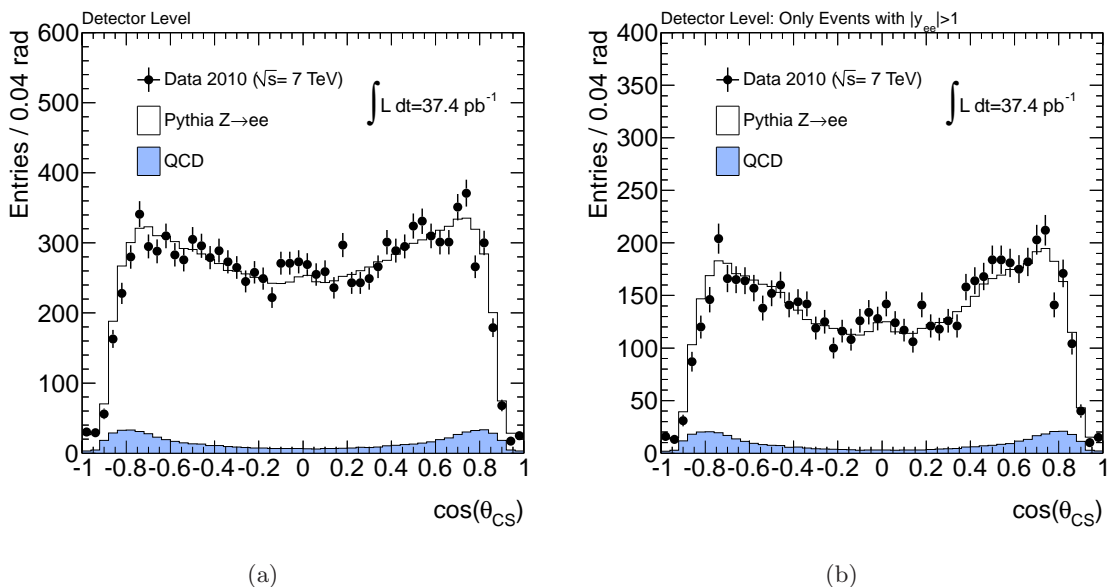 Detector Level
Entries / 0.04 rad
600
500
400
300
200
100
0
Data 2010 (√s= 7 TeV)
Pythia Z→ee
QCD
∫ L dt=37.4 pb⁻¹
-1 -0.8 -0.6 -0.4 -0.2 0 0.2 0.4 0.6 0.8 1
cos(θ_CS)
(a)
Detector Level: Only Events with |y_ee|>1
Entries / 0.04 rad
400
350
300
250
200
150
100
50
0
Data 2010 (√s= 7 TeV)
Pythia Z→ee
QCD
∫ L dt=37.4 pb⁻¹
-1 -0.8 -0.6 -0.4 -0.2 0 0.2 0.4 0.6 0.8 1
cos(θ_CS)
(b)